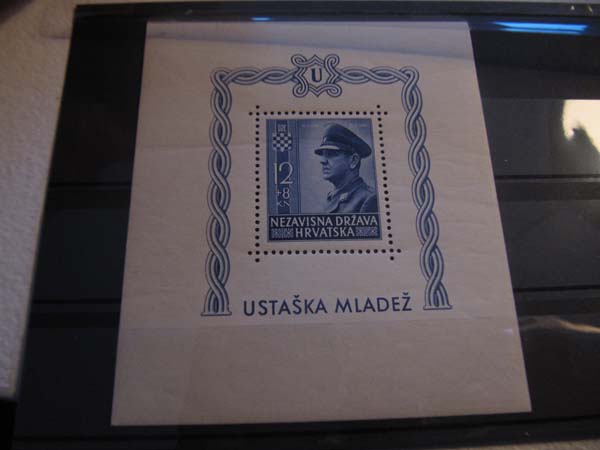 U
12
+8
KN
NEZAVISNA DRŽAVA
HRVATSKA
USTAŠKA MLADEŽ